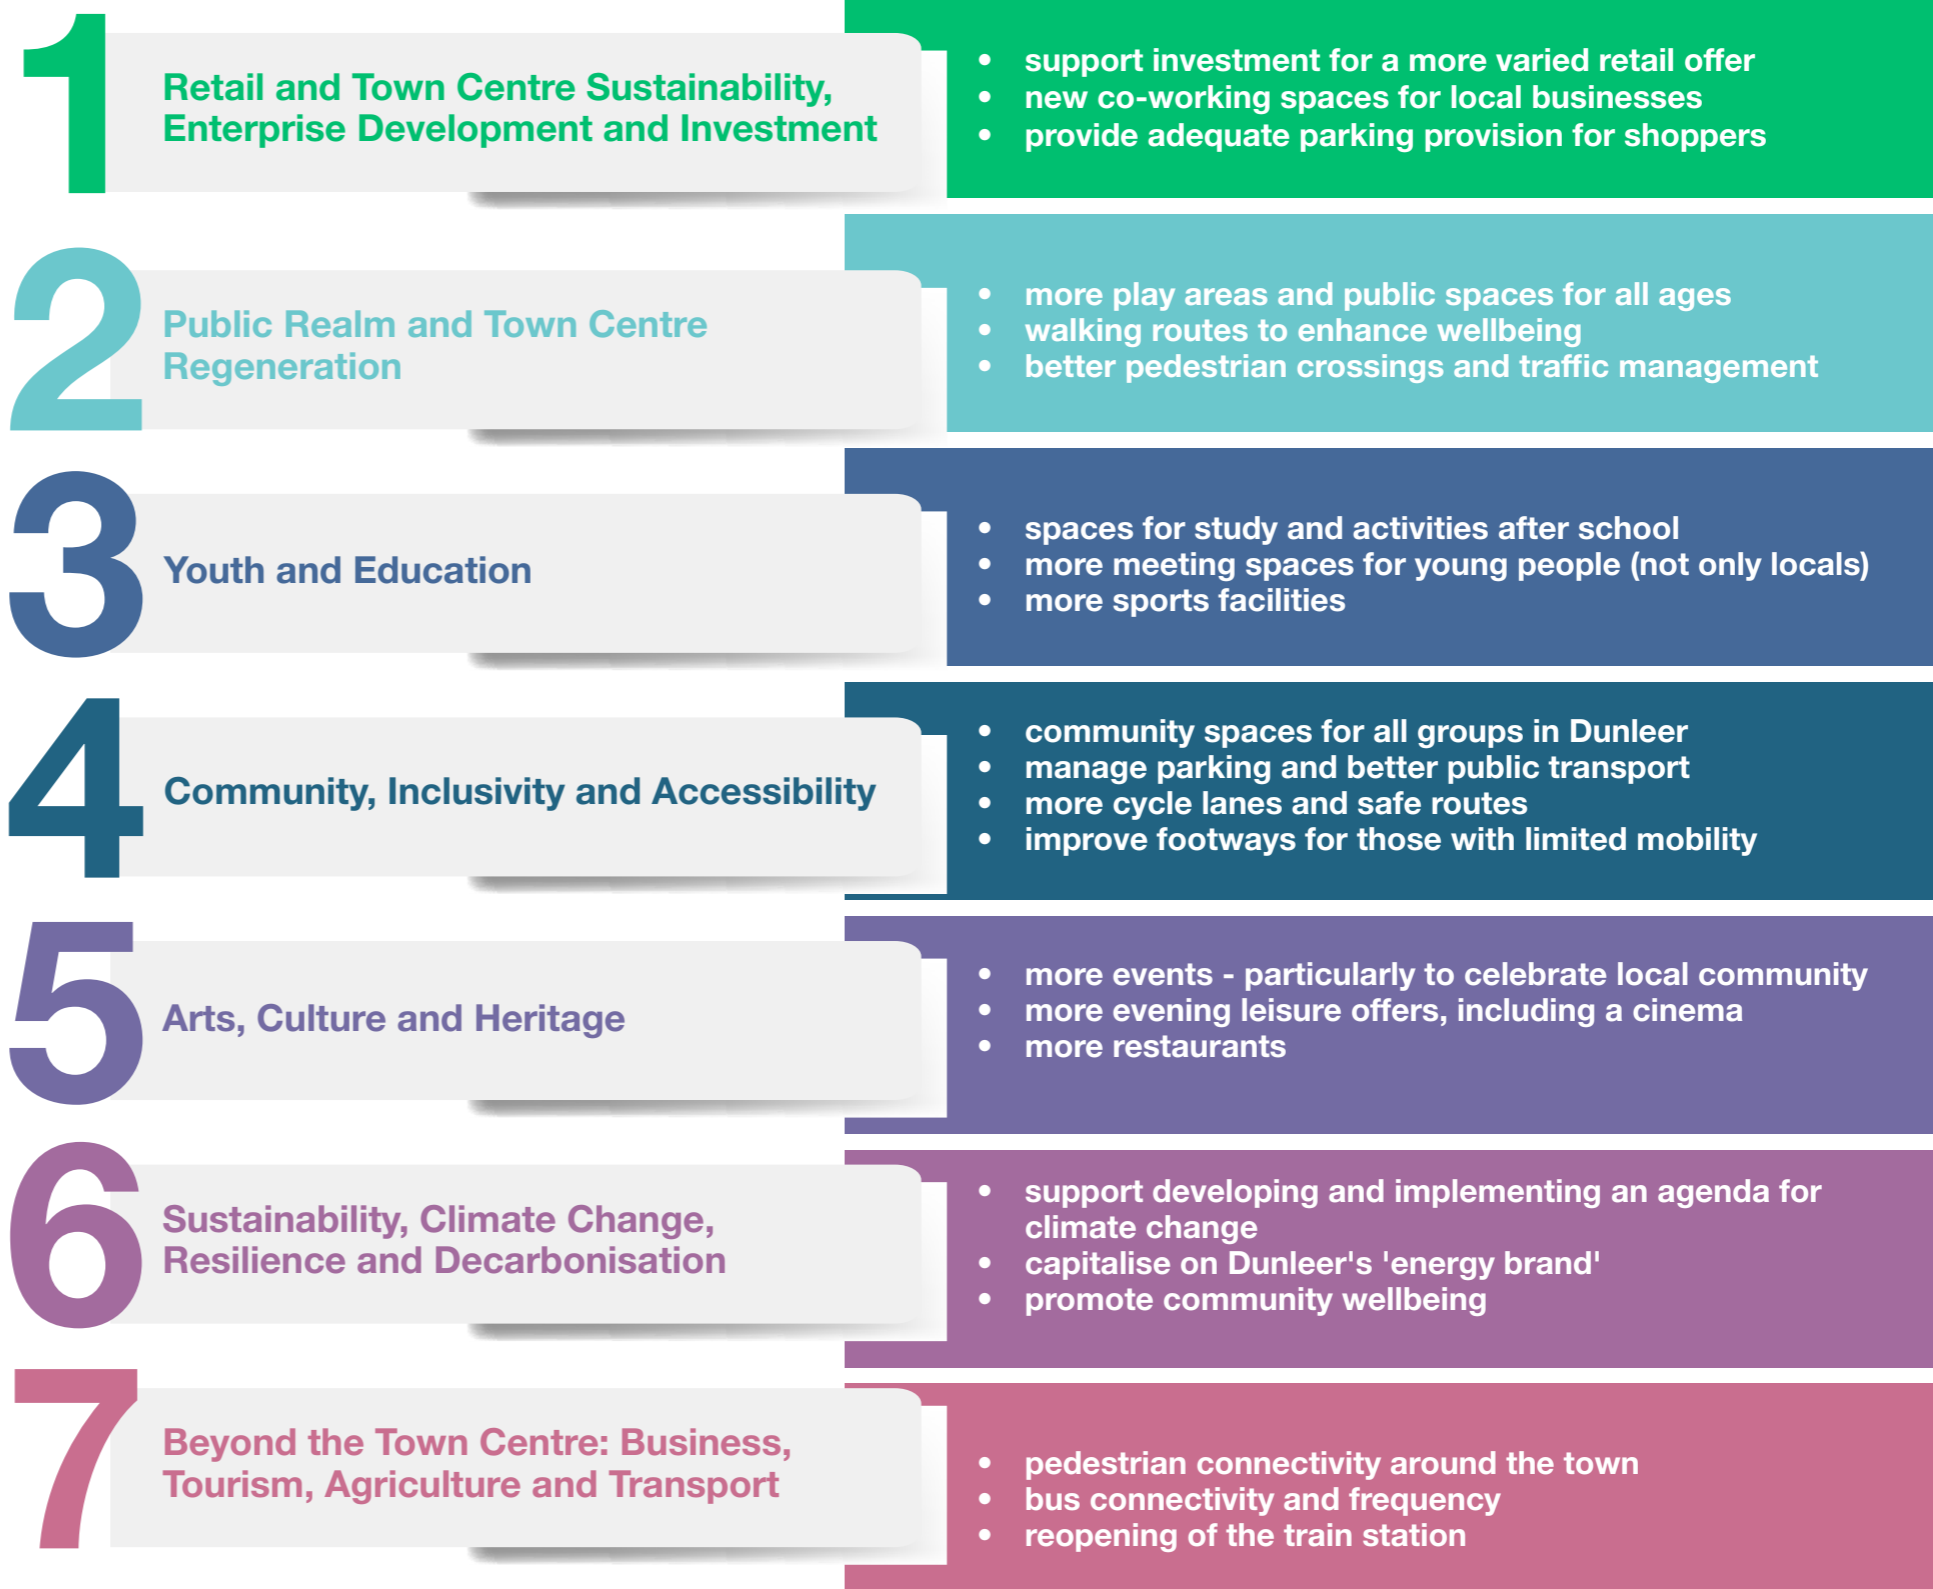 1
Retail and Town Centre Sustainability,
Enterprise Development and Investment
• support investment for a more varied retail offer
• new co-working spaces for local businesses
• provide adequate parking provision for shoppers
2
Public Realm and Town Centre
Regeneration
• more play areas and public spaces for all ages
• walking routes to enhance wellbeing
• better pedestrian crossings and traffic management
3
Youth and Education
• spaces for study and activities after school
• more meeting spaces for young people (not only locals)
• more sports facilities
4
Community, Inclusivity and Accessibility
• community spaces for all groups in Dunleer
• manage parking and better public transport
• more cycle lanes and safe routes
• improve footways for those with limited mobility
5
Arts, Culture and Heritage
• more events - particularly to celebrate local community
• more evening leisure offers, including a cinema
• more restaurants
6
Sustainability, Climate Change,
Resilience and Decarbonisation
• support developing and implementing an agenda for
climate change
• capitalise on Dunleer's 'energy brand'
• promote community wellbeing
7
Beyond the Town Centre: Business,
Tourism, Agriculture and Transport
• pedestrian connectivity around the town
• bus connectivity and frequency
• reopening of the train station